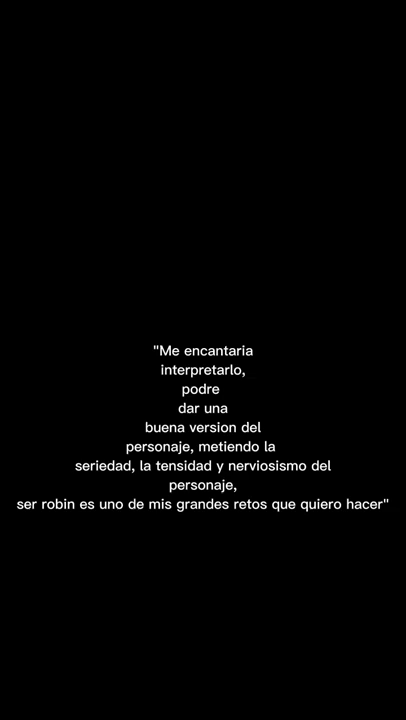 "Me encantaria
interpretarlo,
podre
dar una
buena version del
personaje, metiendo la
seriedad, la tensidad y nerviosismo del
personaje,
ser robin es uno de mis grandes retos que quiero hacer"